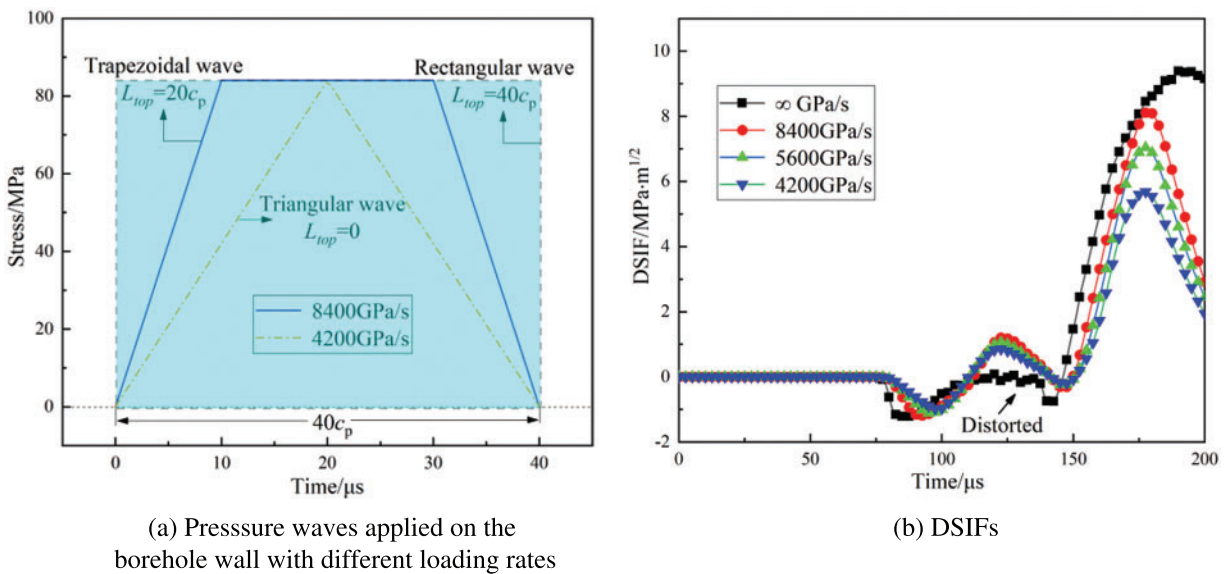 100
80
60
40
20
0
Stress/MPa
Trapezoidal wave
L_top=20c_p
Rectangular wave
L_top=40c_p
Triangular wave
L_top=0
8400GPa/s
4200GPa/s
40c_p
0 10 20 30 40
Time/μs
(a) Presssure waves applied on the
borehole wall with different loading rates
10
8
6
4
2
0
-2
DSIF/MPa·m^1/2
∞ GPa/s
8400GPa/s
5600GPa/s
4200GPa/s
Distorted
0 50 100 150 200
Time/μs
(b) DSIFs